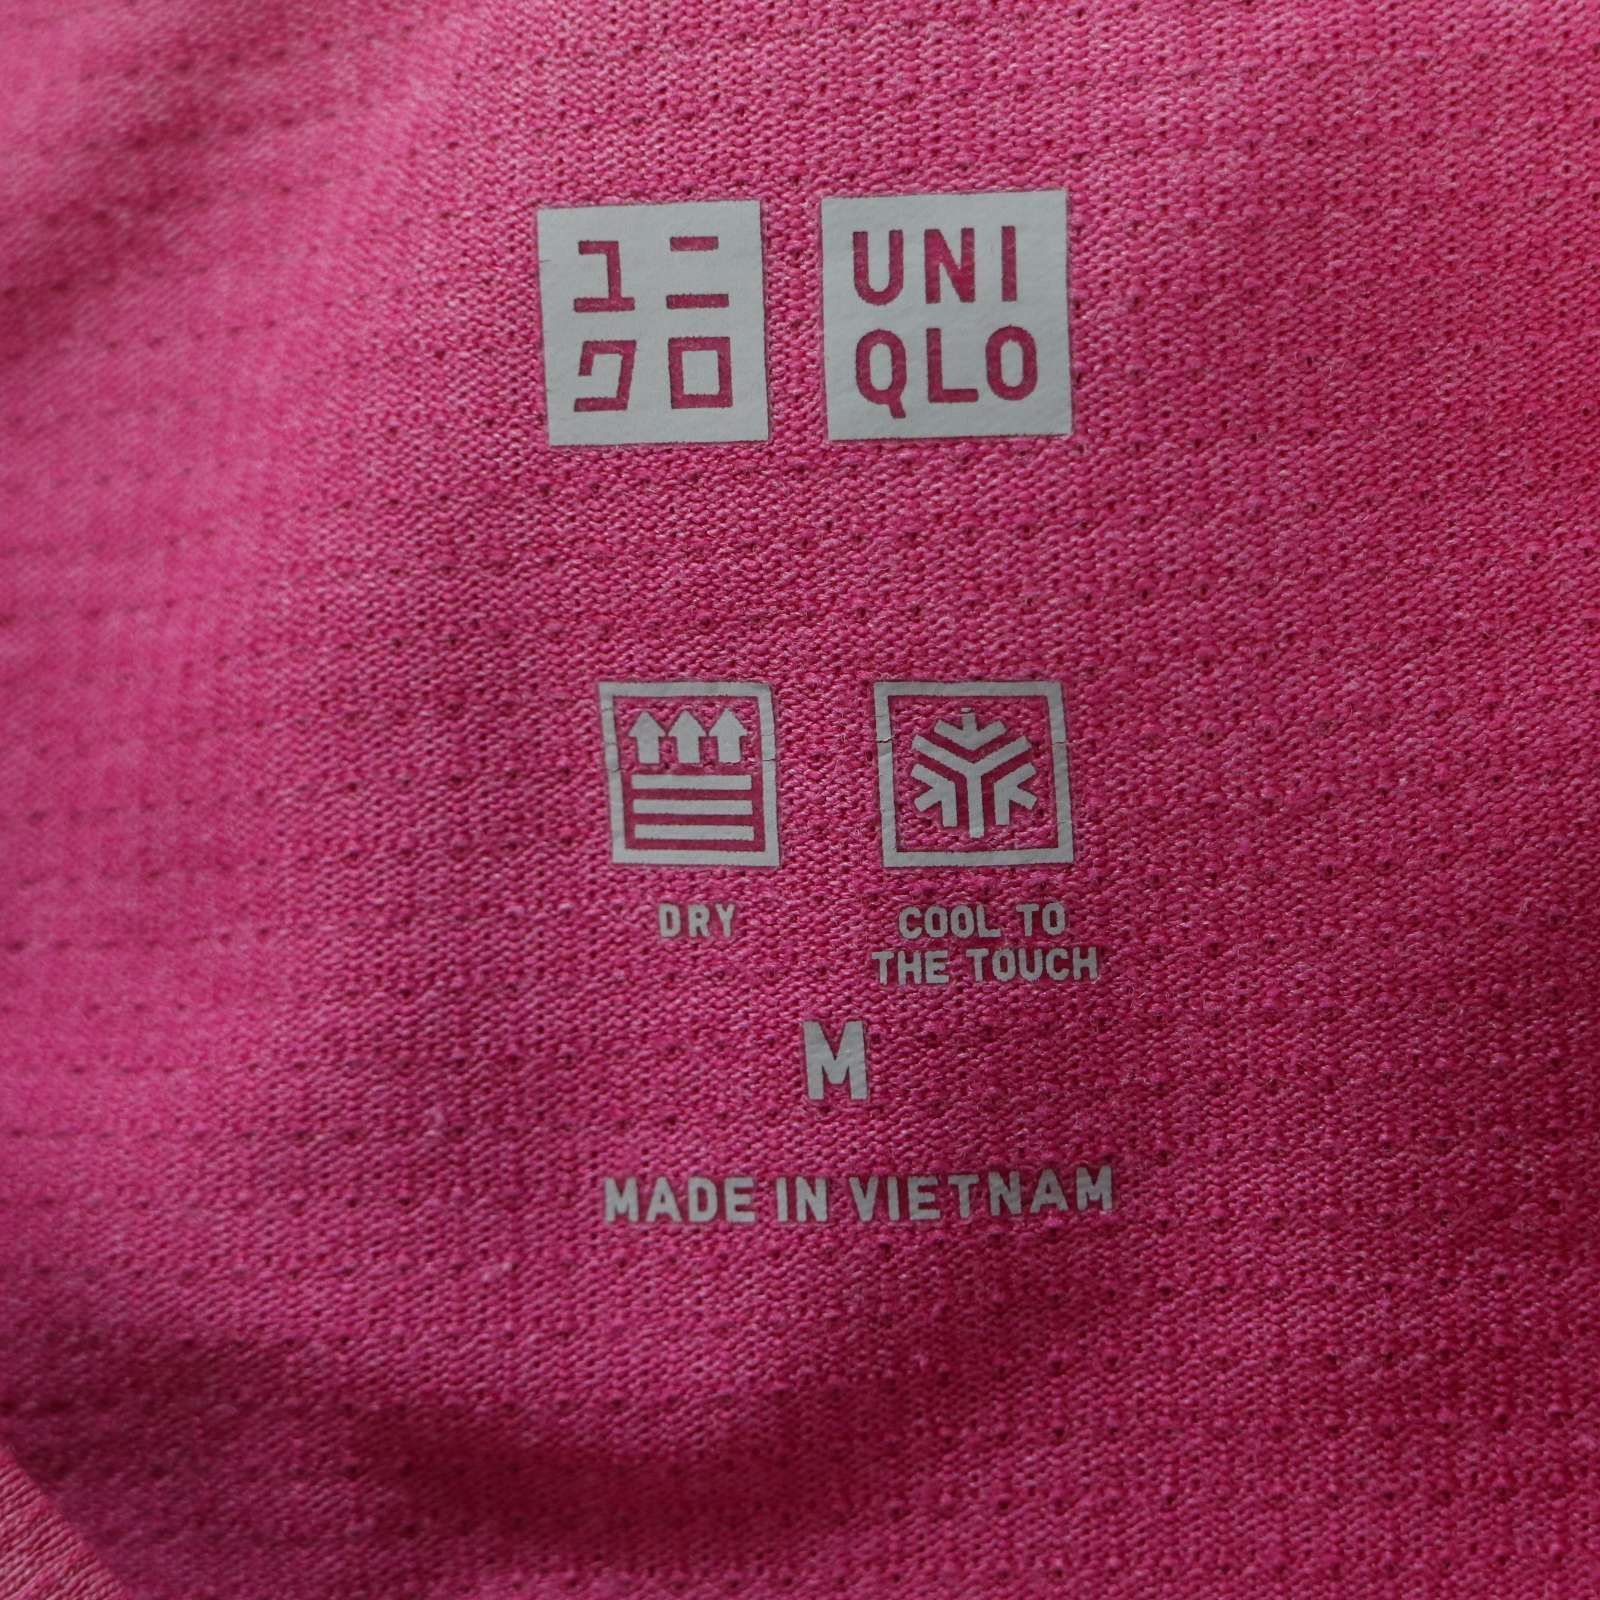 ユニ UNI
クロ QLO
DRY
COOL TO
THE TOUCH
M
MADE IN VIETNAM